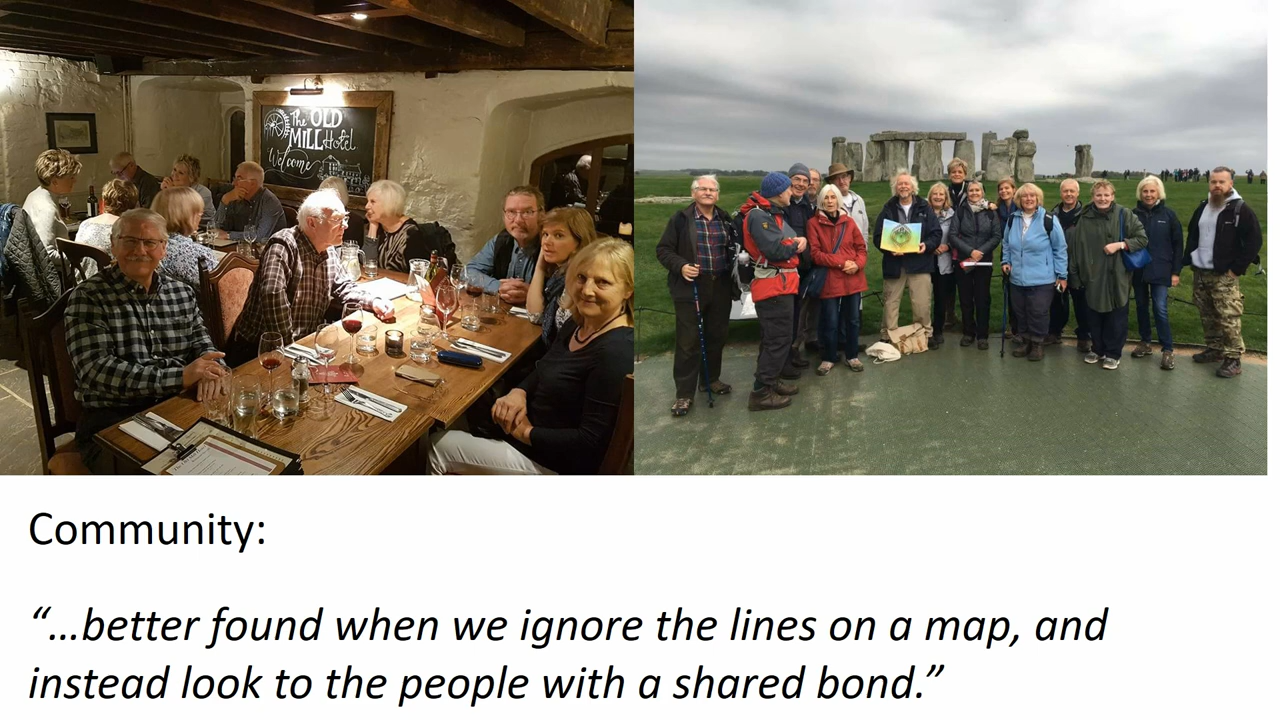 The OLD
MILL Hotel
Welcome
Community:
“…better found when we ignore the lines on a map, and
instead look to the people with a shared bond.”